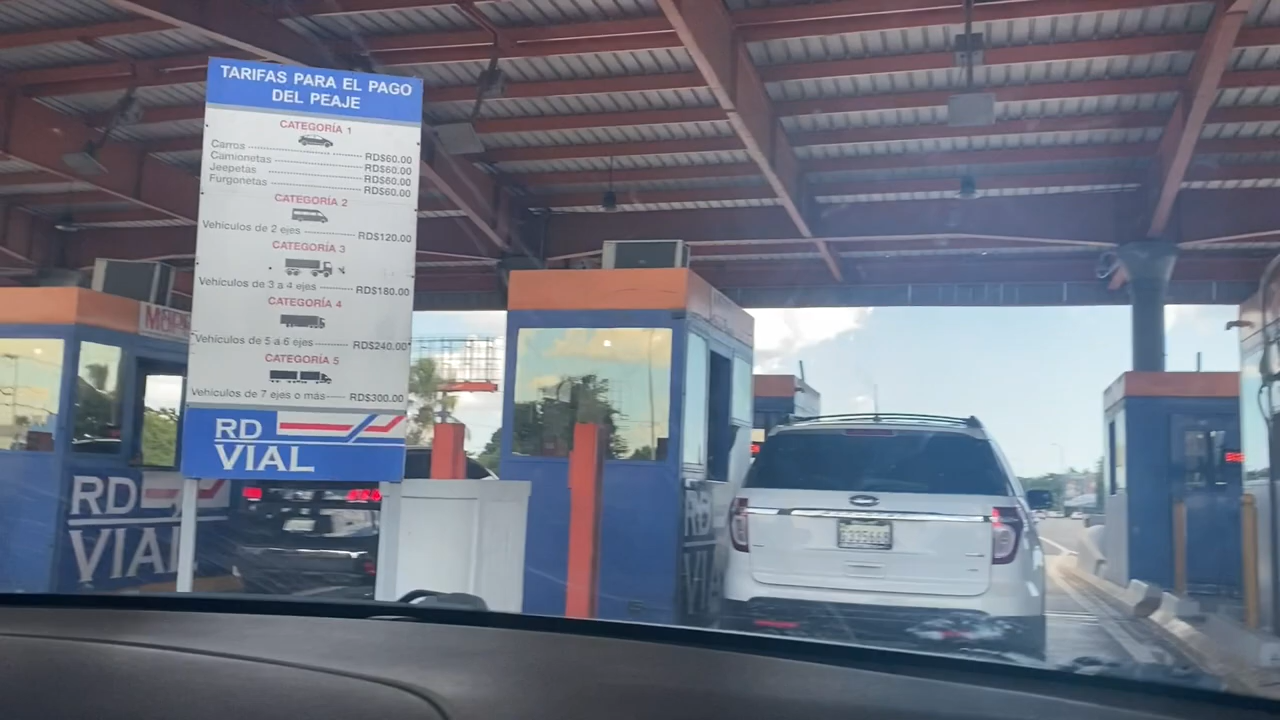 TARIFAS PARA EL PAGO
DEL PEAJE
CATEGORÍA 1
Carros ------------------ RD$60.00
Camionetas ------------------ RD$60.00
Jeepetas ------------------ RD$60.00
Furgonetas ------------------ RD$60.00
CATEGORÍA 2
Vehículos de 2 ejes ------------ RD$120.00
CATEGORÍA 3
Vehículos de 3 a 4 ejes -------- RD$180.00
CATEGORÍA 4
Vehículos de 5 a 6 ejes -------- RD$240.00
CATEGORÍA 5
Vehículos de 7 ejes o más----- RD$300.00
RD
VIAL
RD
VIAL
RD
Ford